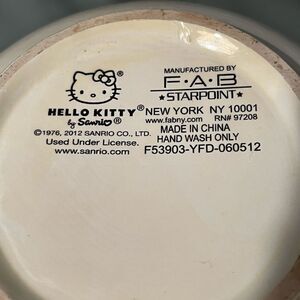 MANUFACTURED BY
F·A·B
★STARPOINT★
HELLO KITTY®
by Sanrio®
NEW YORK NY 10001
www.fabny.com RN# 97208
©1976, 2012 SANRIO CO., LTD.
Used Under License.
www.sanrio.com
MADE IN CHINA
HAND WASH ONLY
F53903-YFD-060512